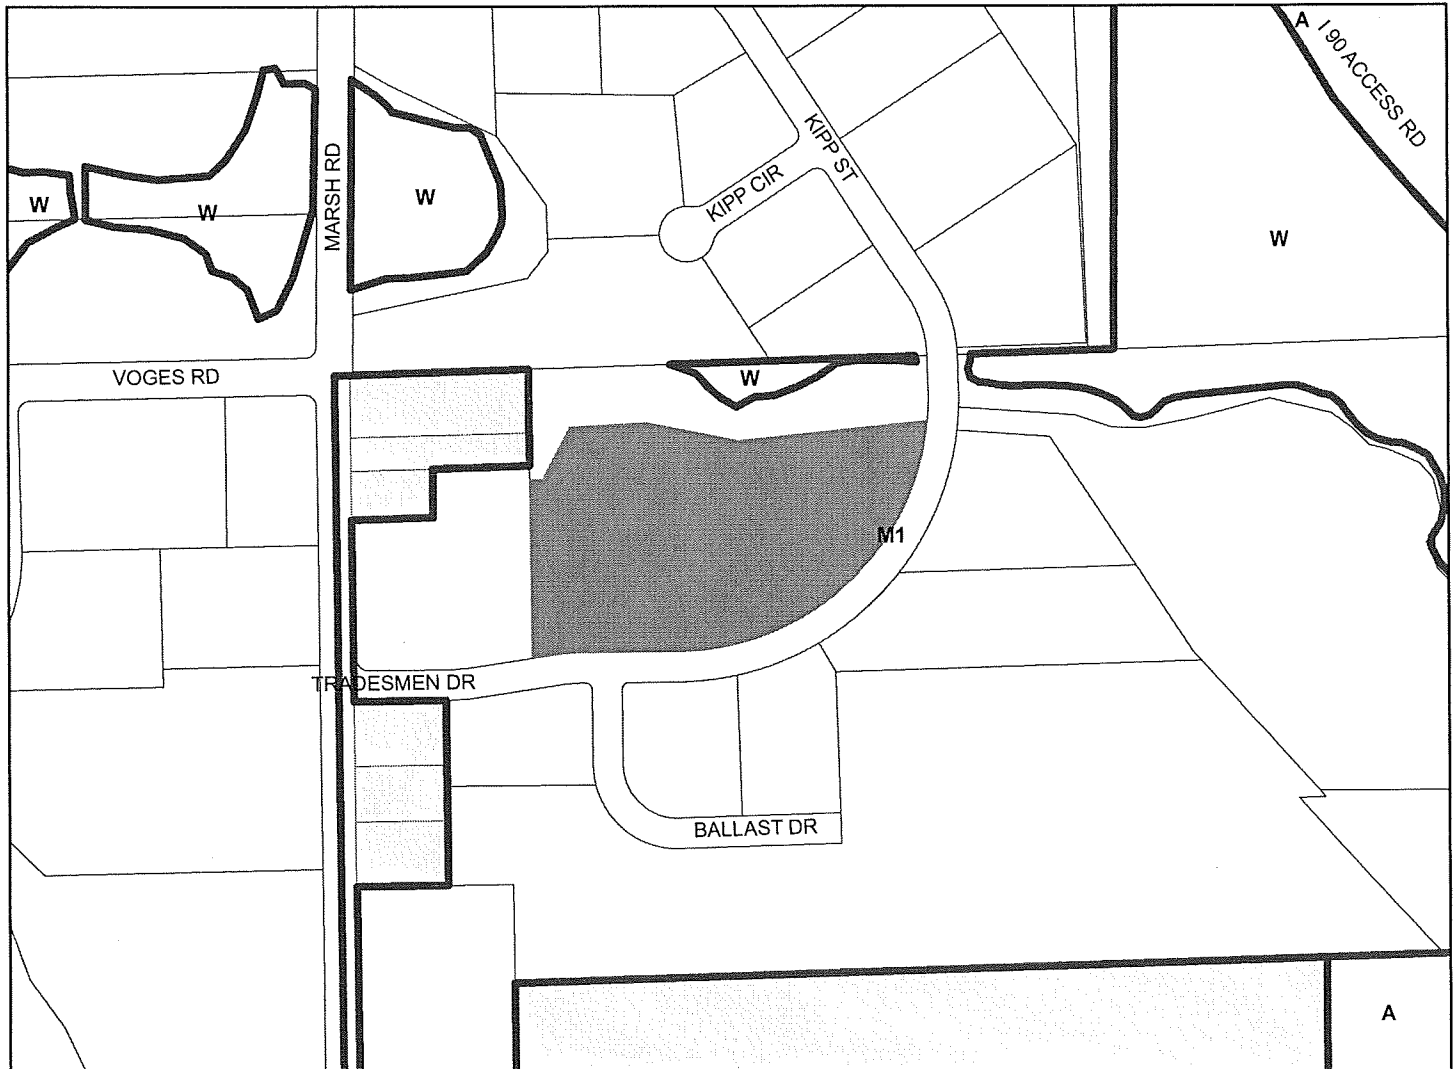 A
I 90 ACCESS RD
MARSH RD
KIPP ST
KIPP CIR
W
W
W
W
VOGES RD
W
M1
TRADESMEN DR
BALLAST DR
A